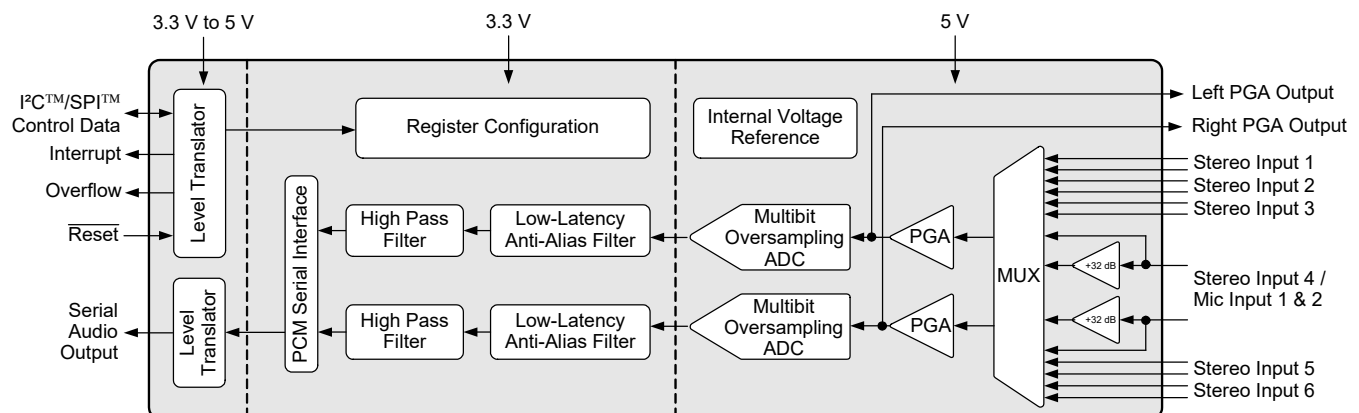 3.3 V to 5 V
3.3 V
5 V
I²C™/SPI™
Control Data
Interrupt
Overflow
Reset
Serial
Audio
Output
Level Translator
Level
Translator
Register Configuration
PCM Serial Interface
High Pass
Filter
Low-Latency
Anti-Alias Filter
High Pass
Filter
Low-Latency
Anti-Alias Filter
Internal Voltage
Reference
Multibit
Oversampling
ADC
Multibit
Oversampling
ADC
PGA
PGA
MUX
+32 dB
+32 dB
Left PGA Output
Right PGA Output
Stereo Input 1
Stereo Input 2
Stereo Input 3
Stereo Input 4 /
Mic Input 1 & 2
Stereo Input 5
Stereo Input 6